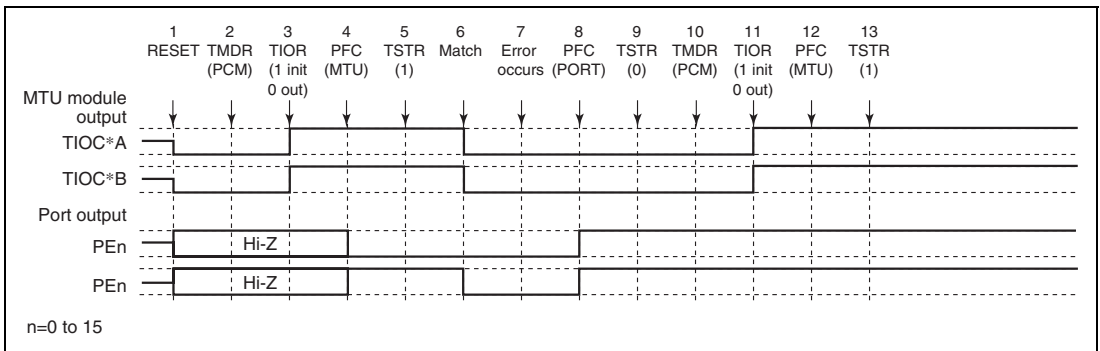 1 2 3 4 5 6 7 8 9 10 11 12 13
RESET TMDR TIOR PFC TSTR Match Error PFC TSTR TMDR TIOR PFC TSTR
(PCM) (1 init (MTU) (1) occurs (PORT) (0) (PCM) (1 init (MTU) (1)
0 out) 0 out)
MTU module
output
TIOC*A
TIOC*B
Port output
PEn Hi-Z
PEn Hi-Z
n=0 to 15